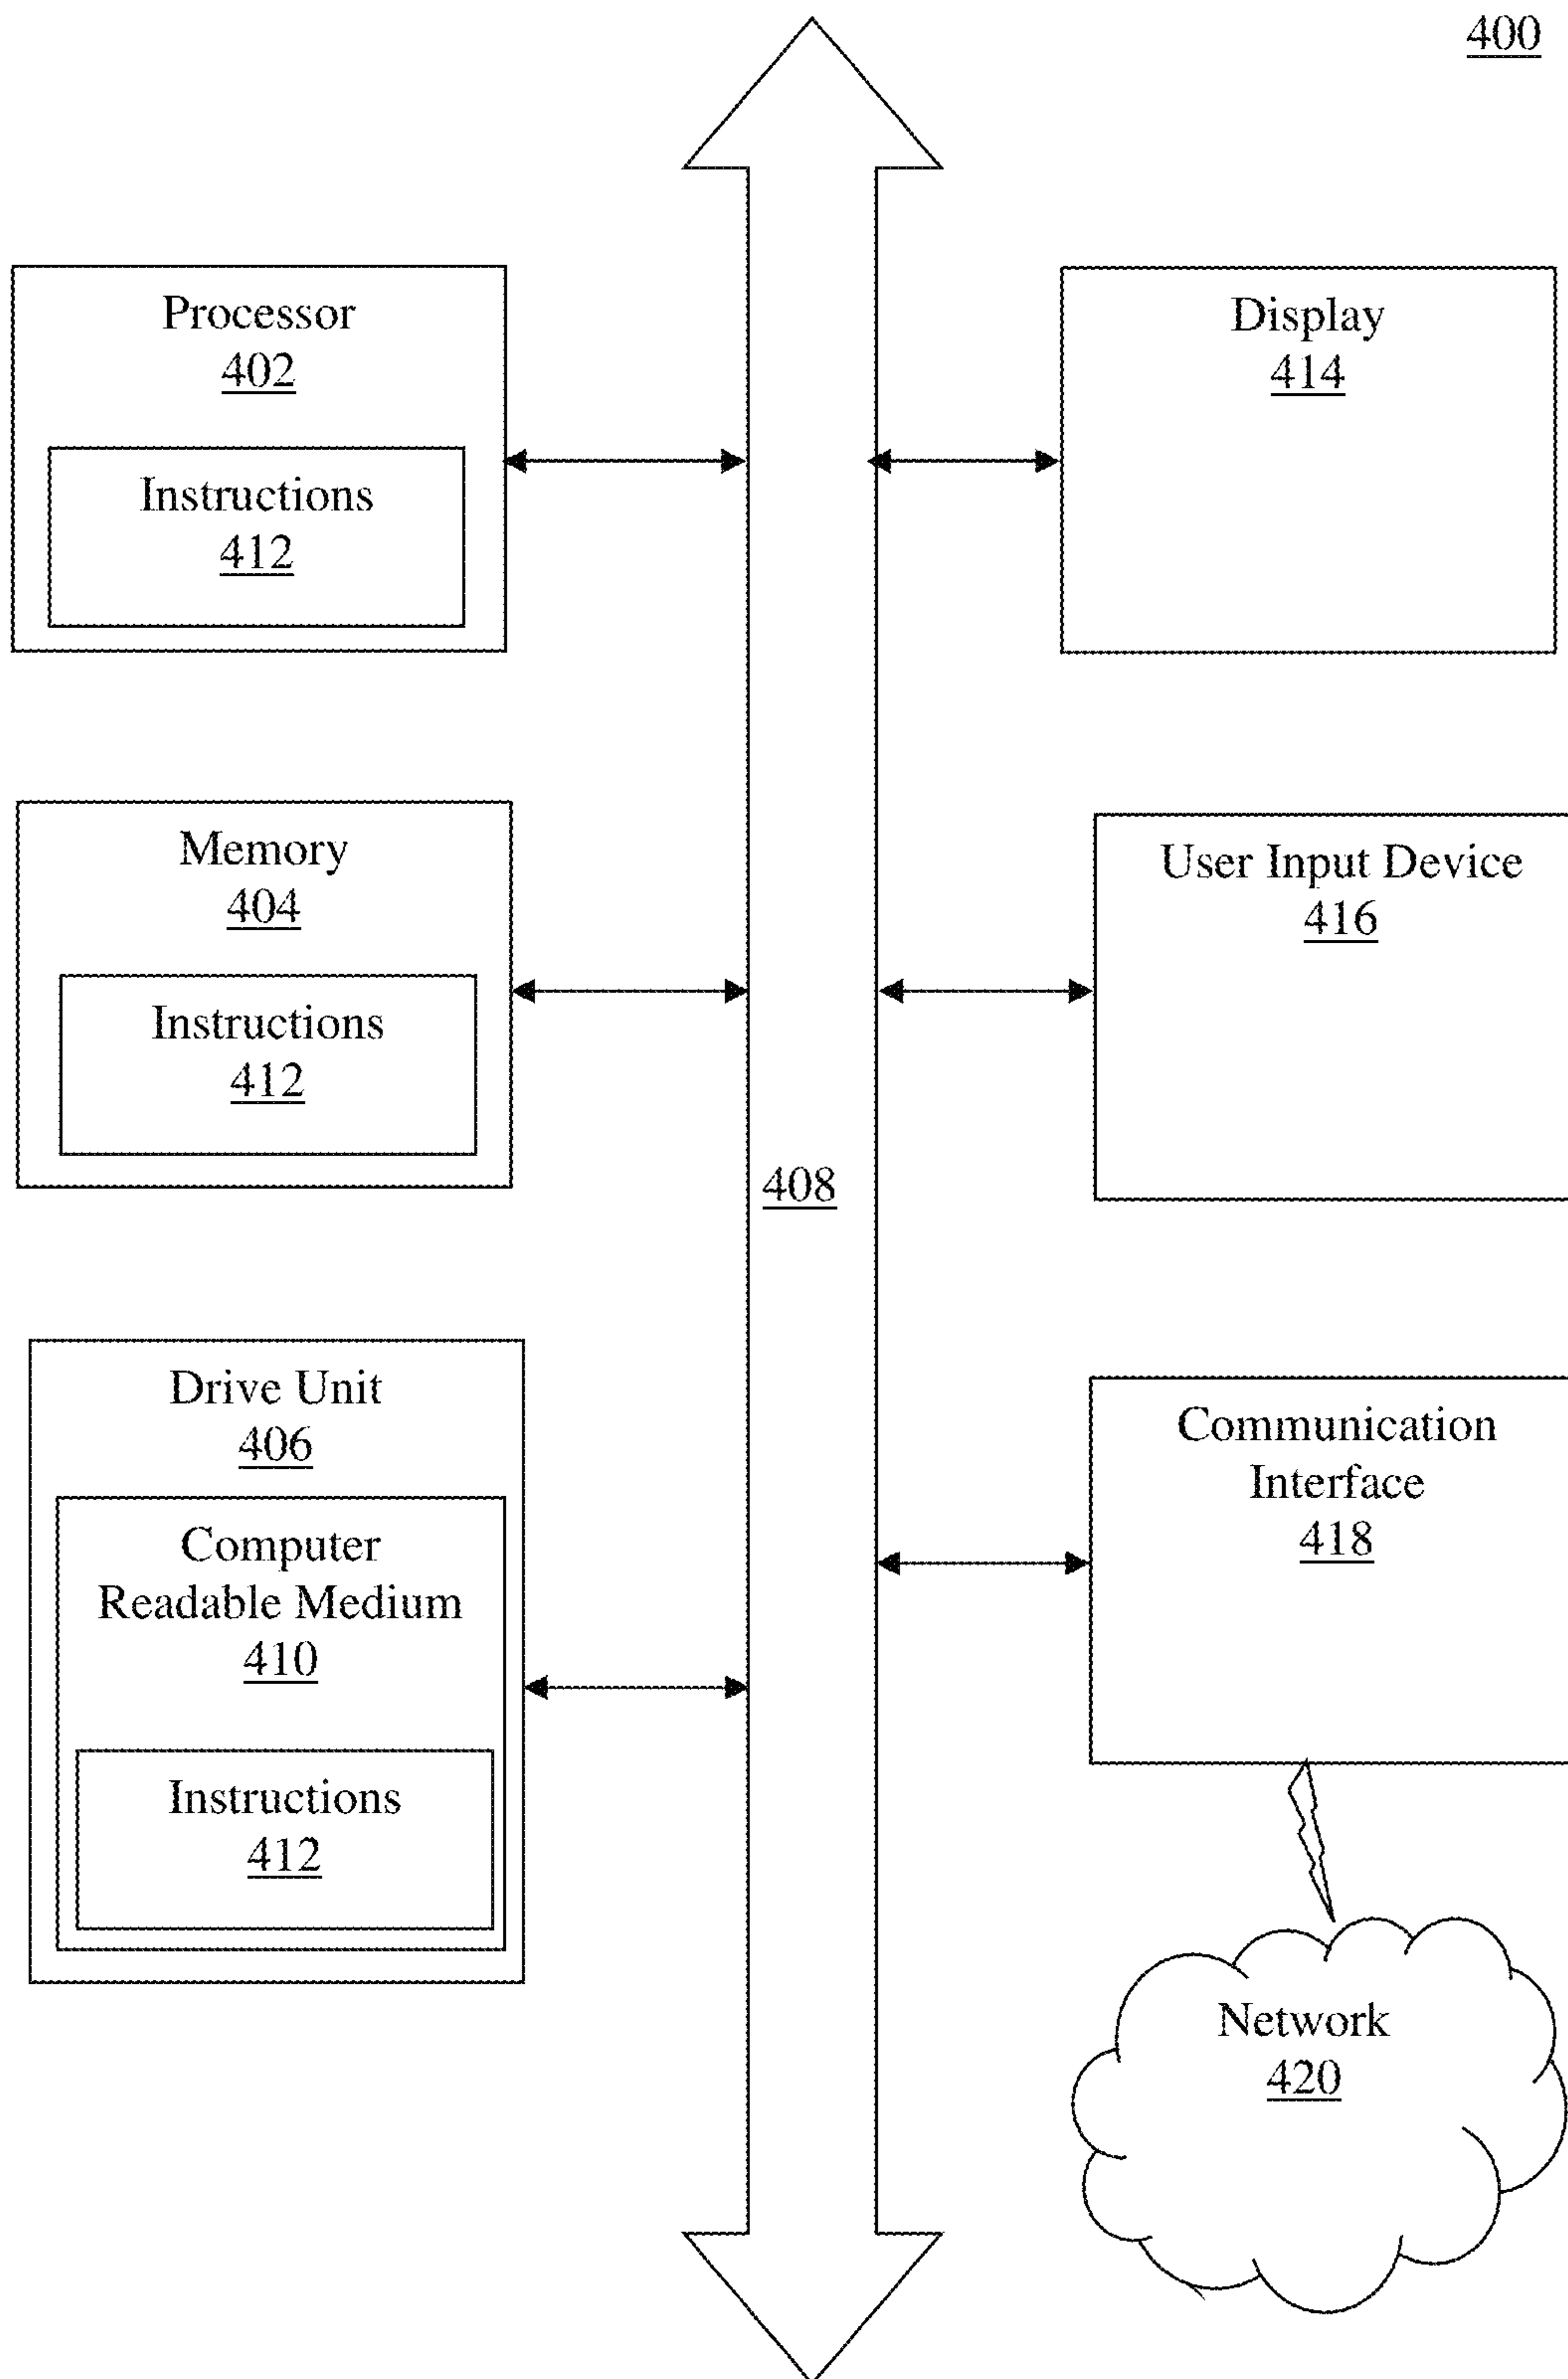 400
Processor
402
Instructions
412
Display
414
Memory
404
Instructions
412
User Input Device
416
408
Drive Unit
406
Computer
Readable Medium
410
Instructions
412
Communication
Interface
418
Network
420